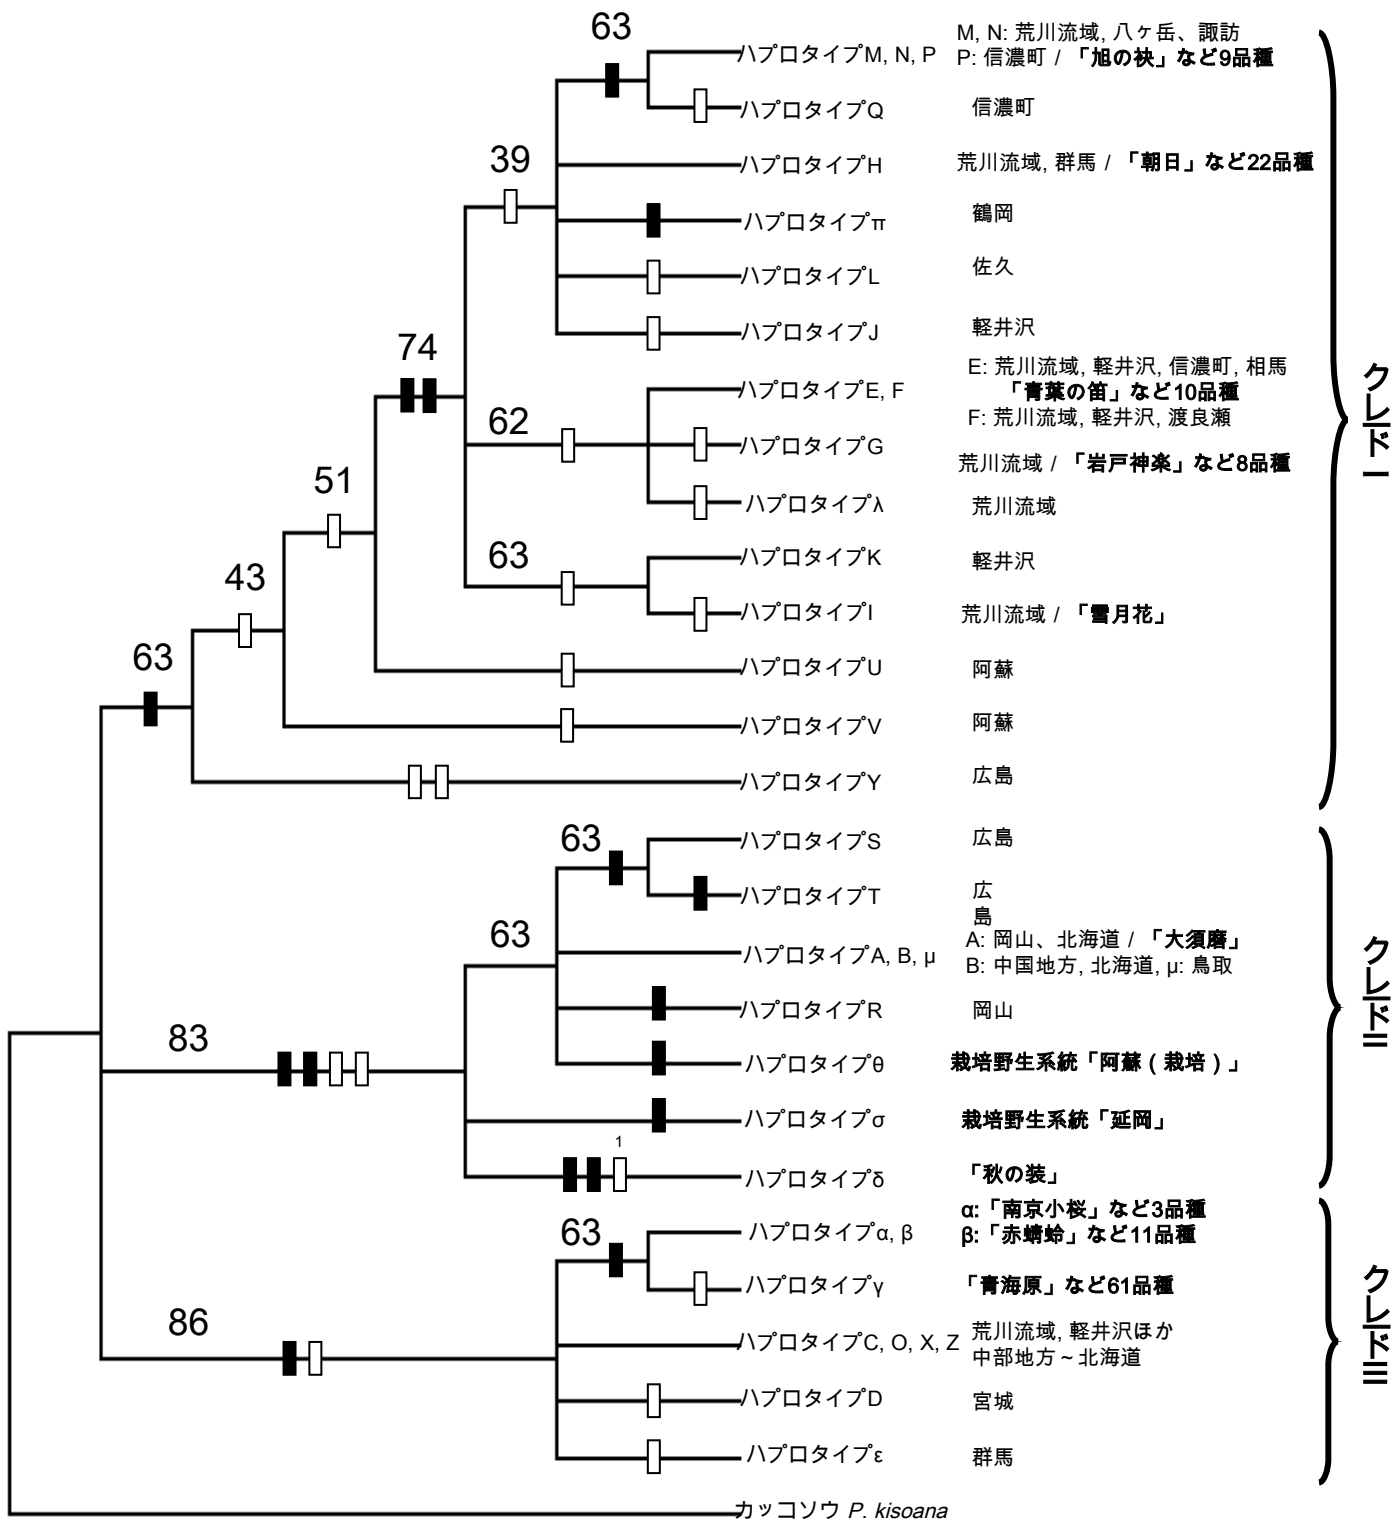 63
M, N: 荒川流域, 八ヶ岳、諏訪
ハプロタイプM, N, P
P: 信濃町 / 「旭の袂」など9品種
ハプロタイプQ
信濃町
39
ハプロタイプH
荒川流域, 群馬 / 「朝日」など22品種
ハプロタイプπ
鶴岡
ハプロタイプL
佐久
ハプロタイプJ
軽井沢
74
E: 荒川流域, 軽井沢, 信濃町, 相馬
ハプロタイプE, F
「青葉の笛」など10品種
F: 荒川流域, 軽井沢, 渡良瀬
62
ハプロタイプG
荒川流域 / 「岩戸神楽」など8品種
ハプロタイプλ
荒川流域
51
63
ハプロタイプK
軽井沢
ハプロタイプI
荒川流域 / 「雪月花」
43
ハプロタイプU
阿蘇
63
ハプロタイプV
阿蘇
ハプロタイプY
広島
クレードI
63
ハプロタイプS
広島
ハプロタイプT
広
島
63
A: 岡山、北海道 / 「大須磨」
ハプロタイプA, B, μ
B: 中国地方, 北海道, μ: 鳥取
ハプロタイプR
岡山
83
ハプロタイプθ
栽培野生系統「阿蘇（栽培）」
ハプロタイプσ
栽培野生系統「延岡」
1
ハプロタイプδ
「秋の装」
クレードII
α:「南京小桜」など3品種
63
ハプロタイプα, β
β:「赤蜻蛉」など11品種
ハプロタイプγ
「青海原」など61品種
86
ハプロタイプC, O, X, Z
荒川流域, 軽井沢ほか
中部地方～北海道
ハプロタイプD
宮城
ハプロタイプε
群馬
クレードIII
カッコソウ P. kisoana